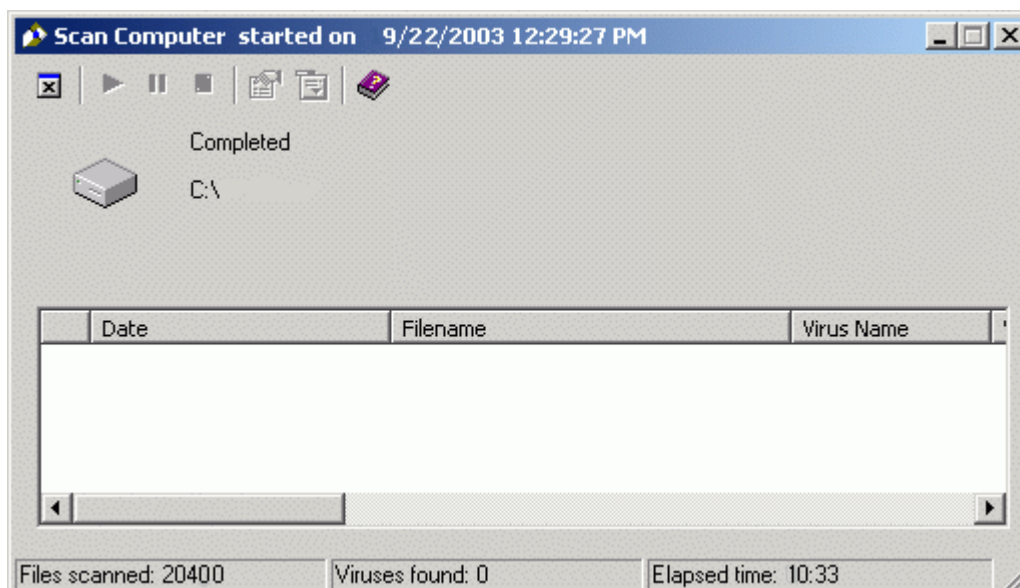 Scan Computer started on 9/22/2003 12:29:27 PM
Completed
C:\
Date Filename Virus Name
Files scanned: 20400 Viruses found: 0 Elapsed time: 10:33